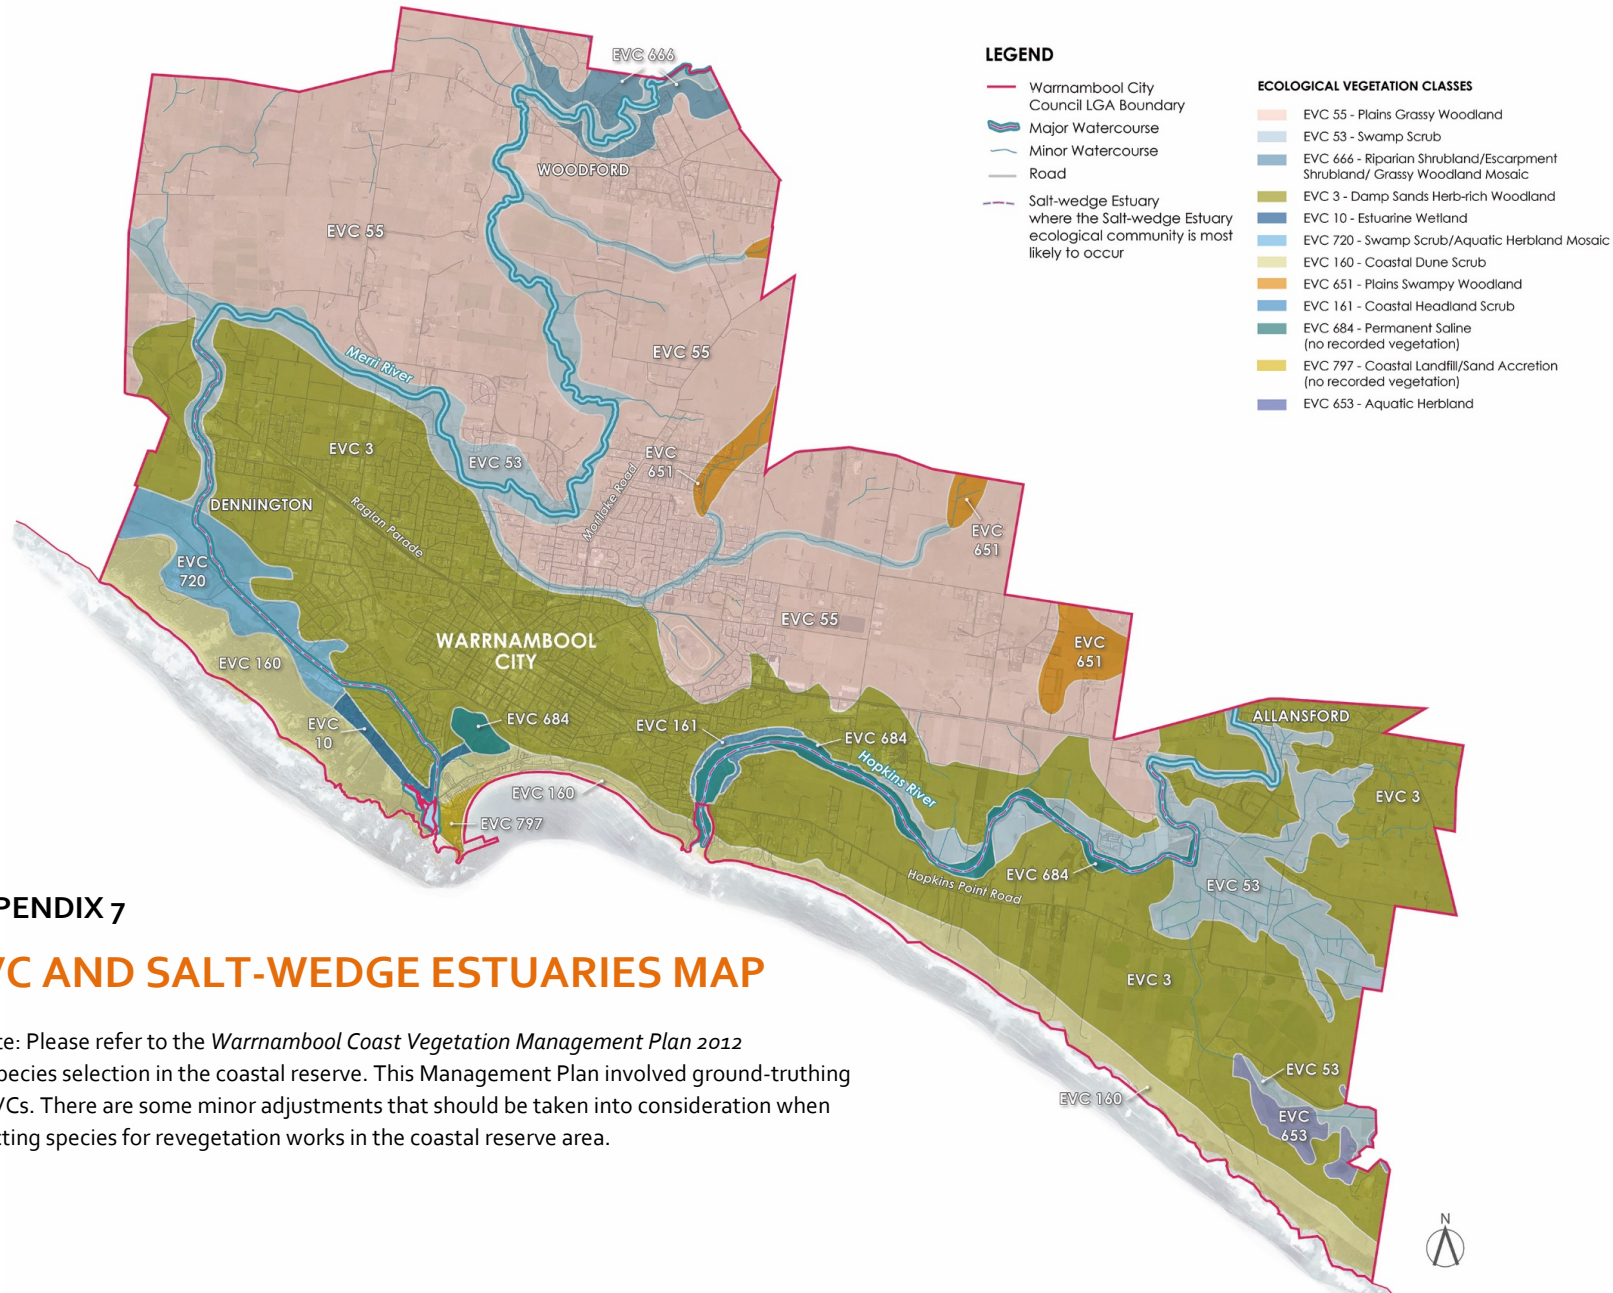 LEGEND
Warrnambool City
Council LGA Boundary
Major Watercourse
Minor Watercourse
Road
Salt-wedge Estuary
where the Salt-wedge Estuary
ecological community is most
likely to occur
ECOLOGICAL VEGETATION CLASSES
EVC 55 - Plains Grassy Woodland
EVC 53 - Swamp Scrub
EVC 666 - Riparian Shrubland/Escarpment
Shrubland/ Grassy Woodland Mosaic
EVC 3 - Damp Sands Herb-rich Woodland
EVC 10 - Estuarine Wetland
EVC 720 - Swamp Scrub/Aquatic Herbland Mosaic
EVC 160 - Coastal Dune Scrub
EVC 651 - Plains Swampy Woodland
EVC 161 - Coastal Headland Scrub
EVC 684 - Permanent Saline
(no recorded vegetation)
EVC 797 - Coastal Landfill/Sand Accretion
(no recorded vegetation)
EVC 653 - Aquatic Herbland
EVC 666
WOODFORD
EVC 55
Merri River
EVC 55
EVC 3
EVC 53
EVC
651
Mortlake Road
DENNINGTON
Raglan Parade
EVC
651
EVC
720
EVC 55
WARRNAMBOOL
CITY
EVC 160
EVC
651
EVC
10
EVC 684
EVC 161
EVC 684
ALLANSFORD
Hopkins River
EVC 160
EVC 3
EVC 797
EVC 684
Hopkins Point Road
EVC 53
EVC 3
EVC 53
EVC 160
EVC
653
N
PENDIX 7
VC AND SALT-WEDGE ESTUARIES MAP
te: Please refer to the Warrnambool Coast Vegetation Management Plan 2012
species selection in the coastal reserve. This Management Plan involved ground-truthing
VCs. There are some minor adjustments that should be taken into consideration when
cting species for revegetation works in the coastal reserve area.